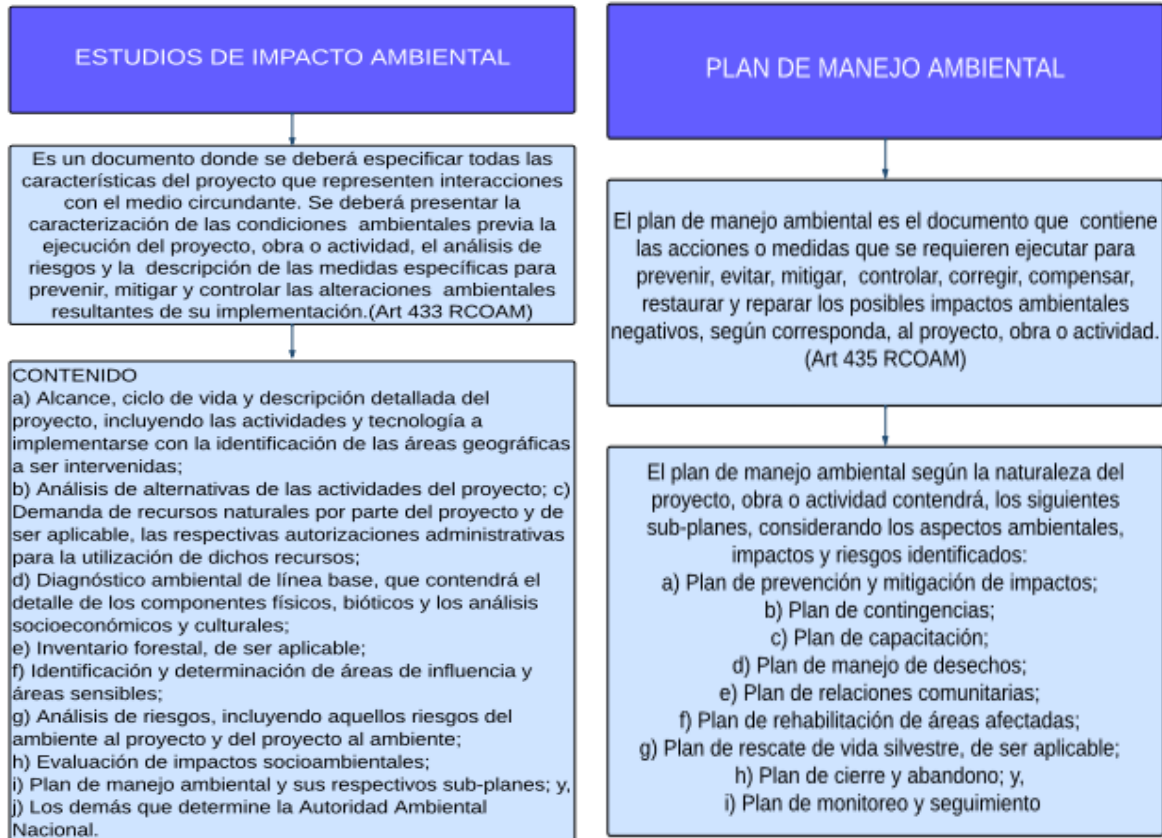 ESTUDIOS DE IMPACTO AMBIENTAL
Es un documento donde se deberá especificar todas las
características del proyecto que representen interacciones
con el medio circundante. Se deberá presentar la
caracterización de las condiciones ambientales previa la
ejecución del proyecto, obra o actividad, el análisis de
riesgos y la descripción de las medidas específicas para
prevenir, mitigar y controlar las alteraciones ambientales
resultantes de su implementación.(Art 433 RCOAM)
CONTENIDO
a) Alcance, ciclo de vida y descripción detallada del
proyecto, incluyendo las actividades y tecnología a
implementarse con la identificación de las áreas geográficas
a ser intervenidas;
b) Análisis de alternativas de las actividades del proyecto; c)
Demanda de recursos naturales por parte del proyecto y de
ser aplicable, las respectivas autorizaciones administrativas
para la utilización de dichos recursos;
d) Diagnóstico ambiental de línea base, que contendrá el
detalle de los componentes físicos, bióticos y los análisis
socioeconómicos y culturales;
e) Inventario forestal, de ser aplicable;
f) Identificación y determinación de áreas de influencia y
áreas sensibles;
g) Análisis de riesgos, incluyendo aquellos riesgos del
ambiente al proyecto y del proyecto al ambiente;
h) Evaluación de impactos socioambientales;
i) Plan de manejo ambiental y sus respectivos sub-planes; y,
j) Los demás que determine la Autoridad Ambiental
Nacional.
PLAN DE MANEJO AMBIENTAL
El plan de manejo ambiental es el documento que contiene
las acciones o medidas que se requieren ejecutar para
prevenir, evitar, mitigar, controlar, corregir, compensar,
restaurar y reparar los posibles impactos ambientales
negativos, según corresponda, al proyecto, obra o actividad.
(Art 435 RCOAM)
El plan de manejo ambiental según la naturaleza del
proyecto, obra o actividad contendrá, los siguientes
sub-planes, considerando los aspectos ambientales,
impactos y riesgos identificados:
a) Plan de prevención y mitigación de impactos;
b) Plan de contingencias;
c) Plan de capacitación;
d) Plan de manejo de desechos;
e) Plan de relaciones comunitarias;
f) Plan de rehabilitación de áreas afectadas;
g) Plan de rescate de vida silvestre, de ser aplicable;
h) Plan de cierre y abandono; y,
i) Plan de monitoreo y seguimiento